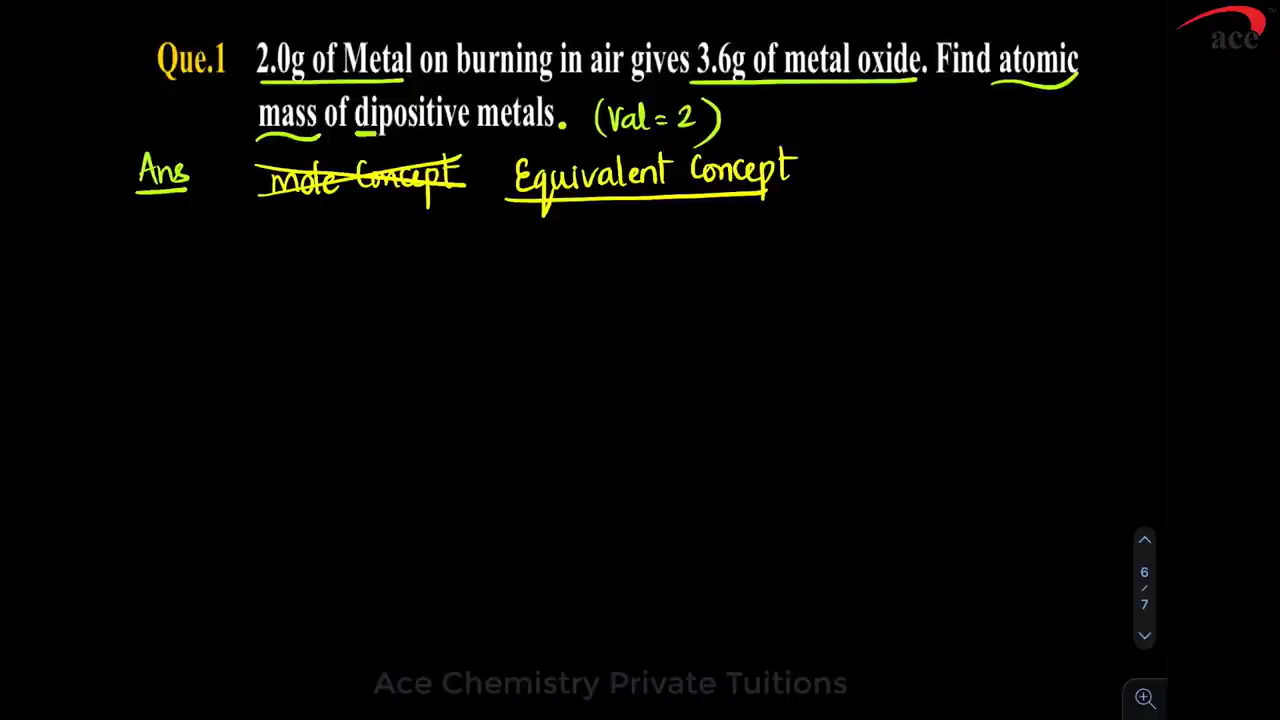 ace
Que.1 2.0g of Metal on burning in air gives 3.6g of metal oxide. Find atomic
mass of dipositive metals. (Val = 2)
Ans Mole Concept Equivalent Concept
6
7
Ace Chemistry Private Tuitions